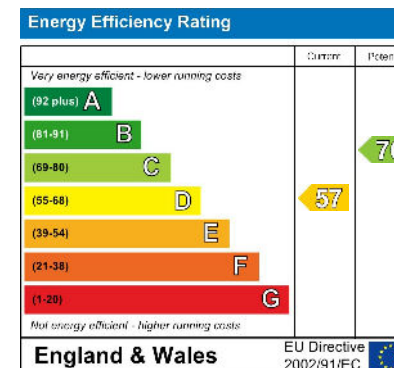 Energy Efficiency Rating
Current
Very energy efficient - lower running costs
(92 plus) A
(81-91) B
(69-80) C
(55-68) D 57
(39-54) E
(21-38) F
(1-20) G
Not energy efficient - higher running costs
England & Wales
EU Directive
2002/91/EC